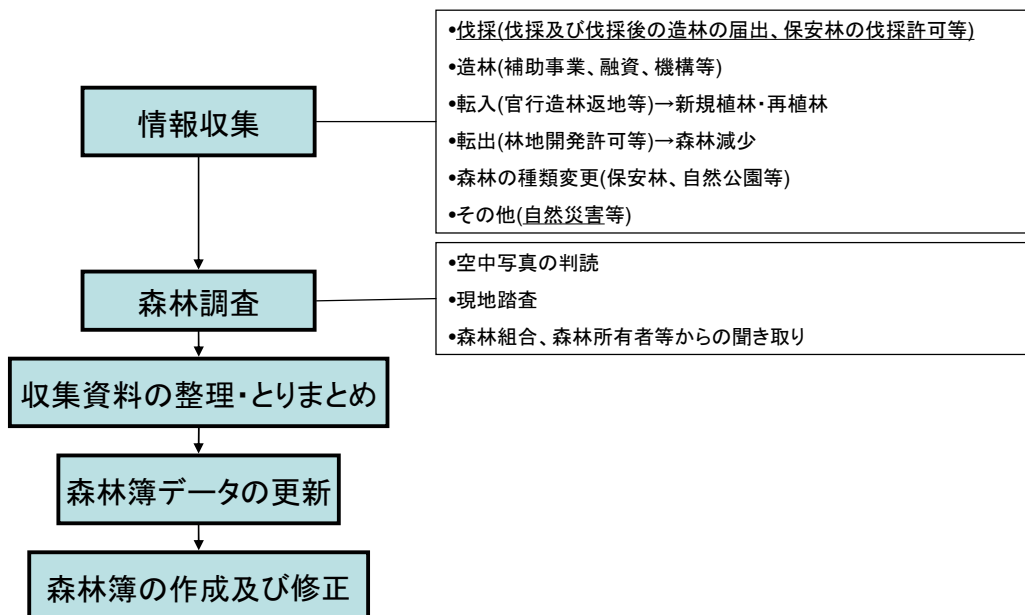 •伐採(伐採及び伐採後の造林の届出、保安林の伐採許可等)
•造林(補助事業、融資、機構等)
•転入(官行造林返地等)→新規植林・再植林
•転出(林地開発許可等)→森林減少
•森林の種類変更(保安林、自然公園等)
•その他(自然災害等)
情報収集
•空中写真の判読
•現地踏査
•森林組合、森林所有者等からの聞き取り
森林調査
収集資料の整理・とりまとめ
森林簿データの更新
森林簿の作成及び修正